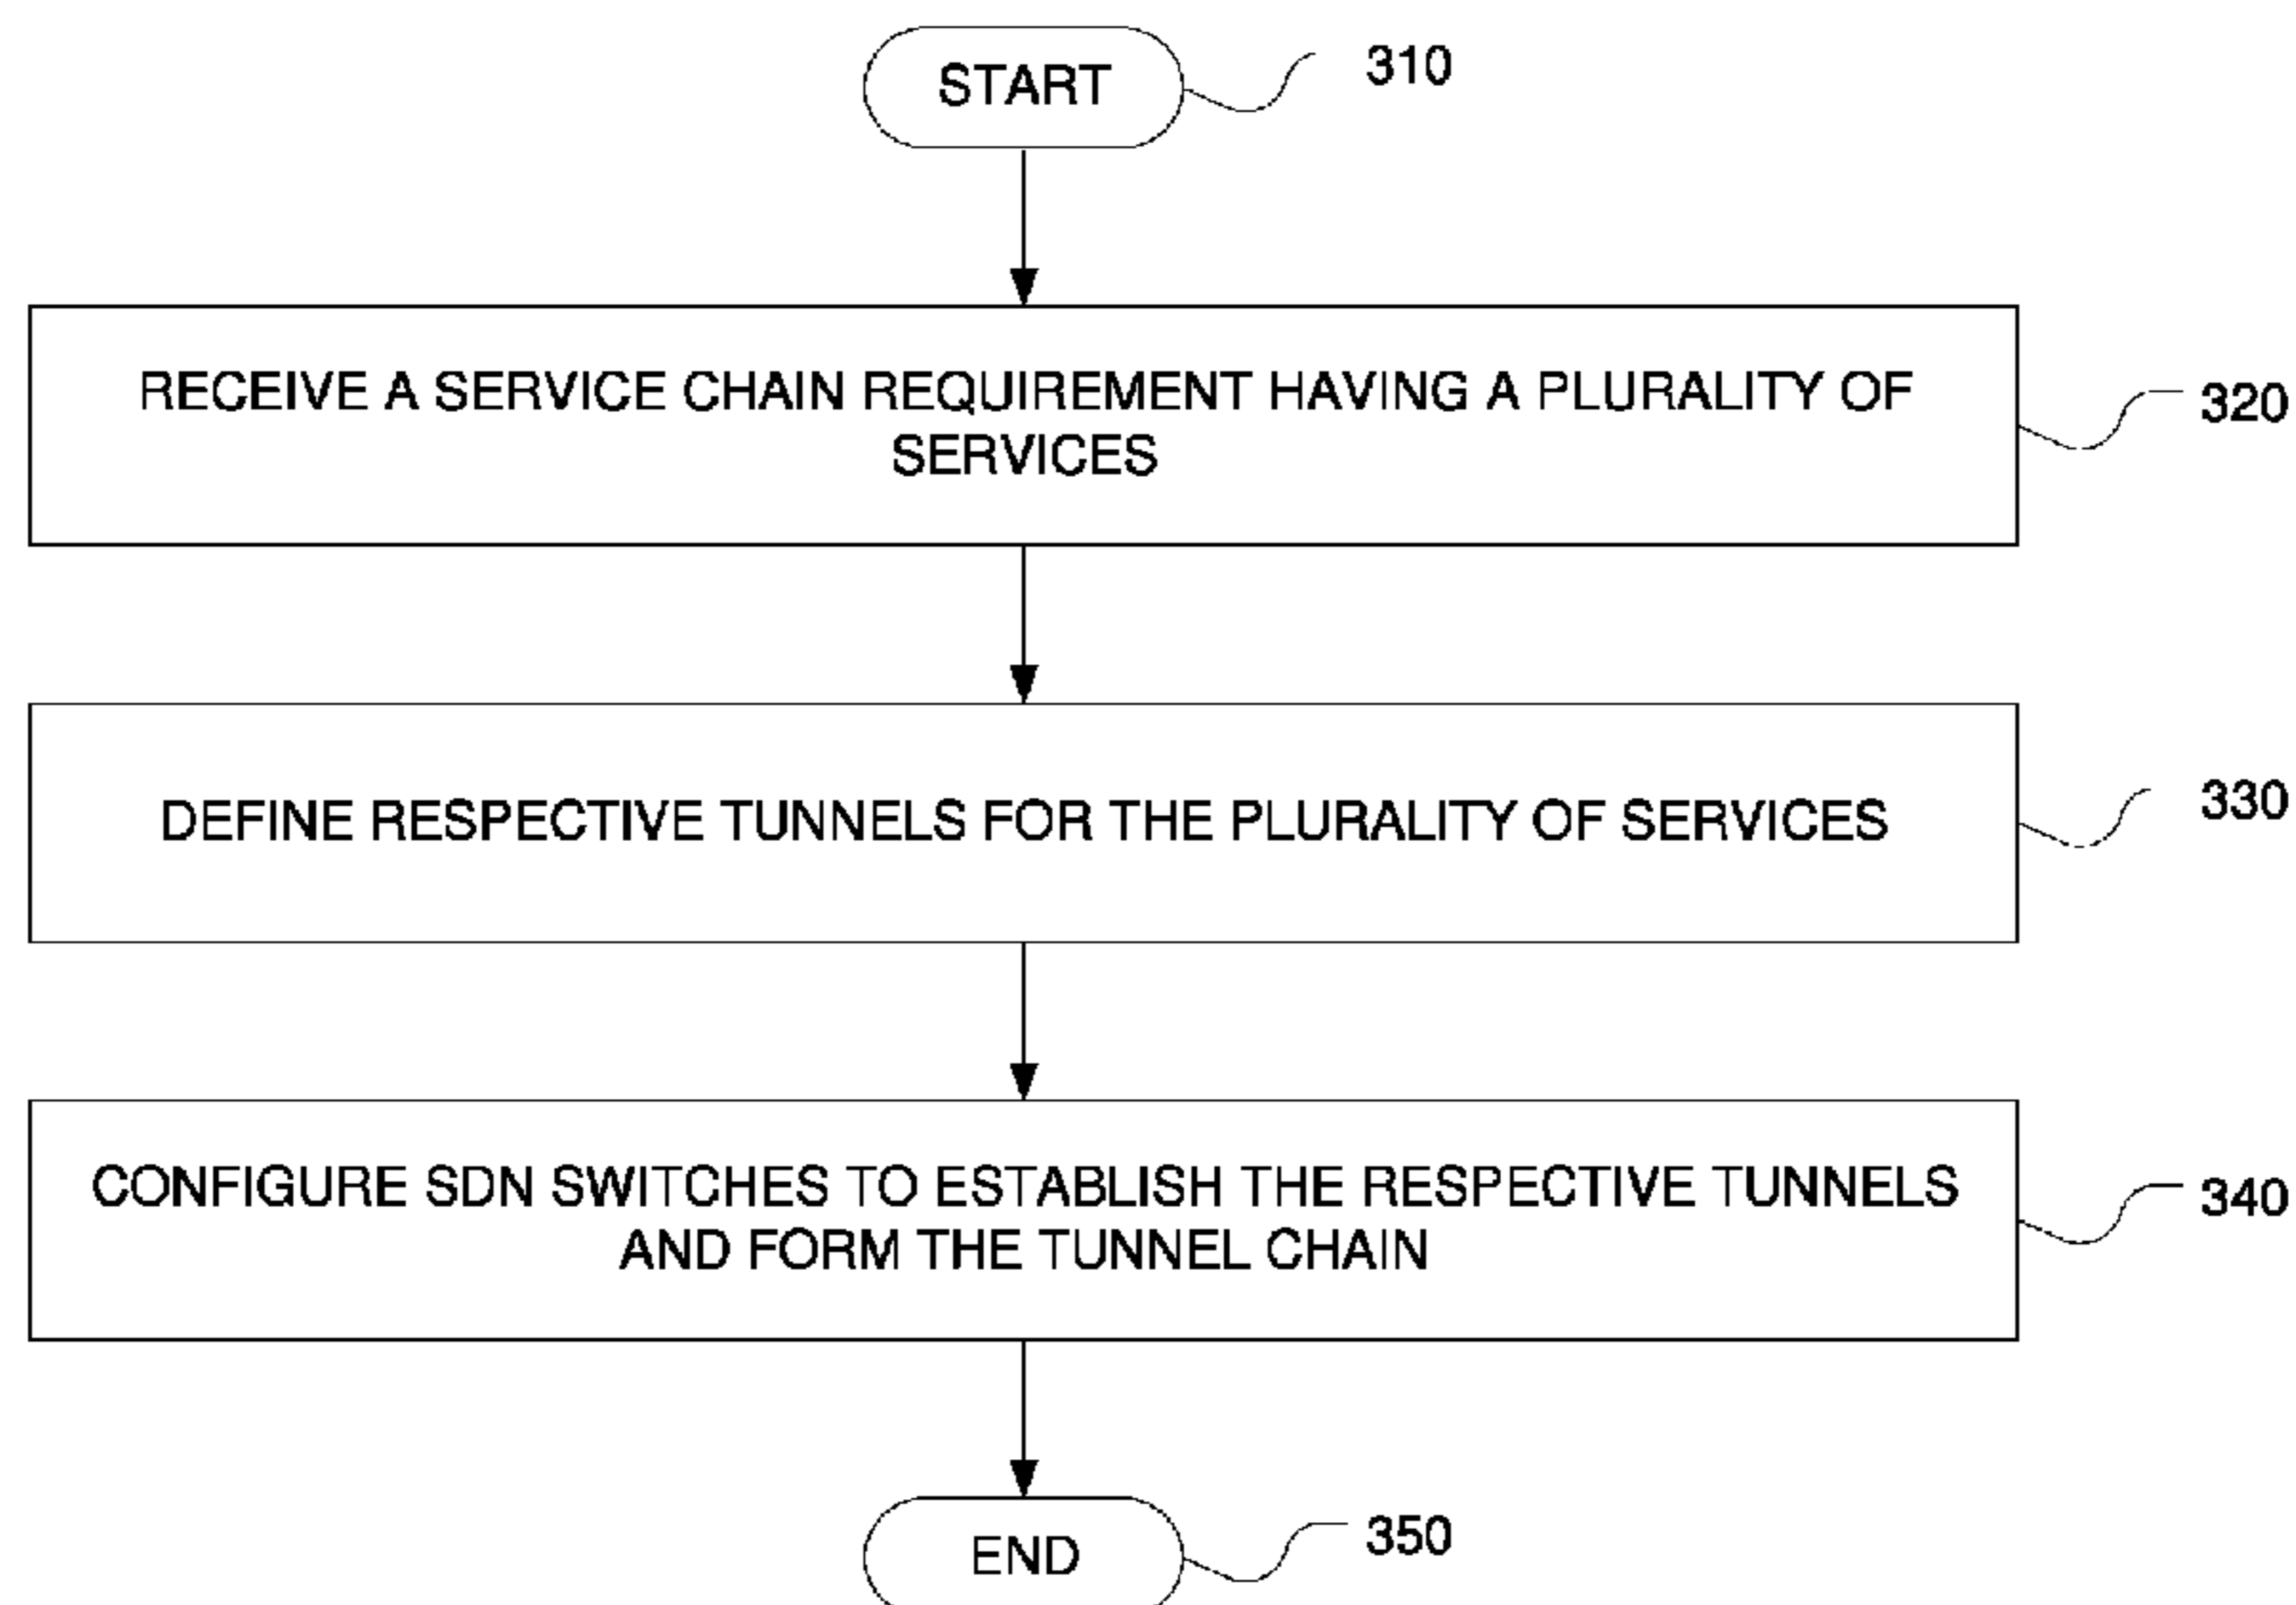 START
310
RECEIVE A SERVICE CHAIN REQUIREMENT HAVING A PLURALITY OF
SERVICES
320
DEFINE RESPECTIVE TUNNELS FOR THE PLURALITY OF SERVICES
330
CONFIGURE SDN SWITCHES TO ESTABLISH THE RESPECTIVE TUNNELS
AND FORM THE TUNNEL CHAIN
340
END
350